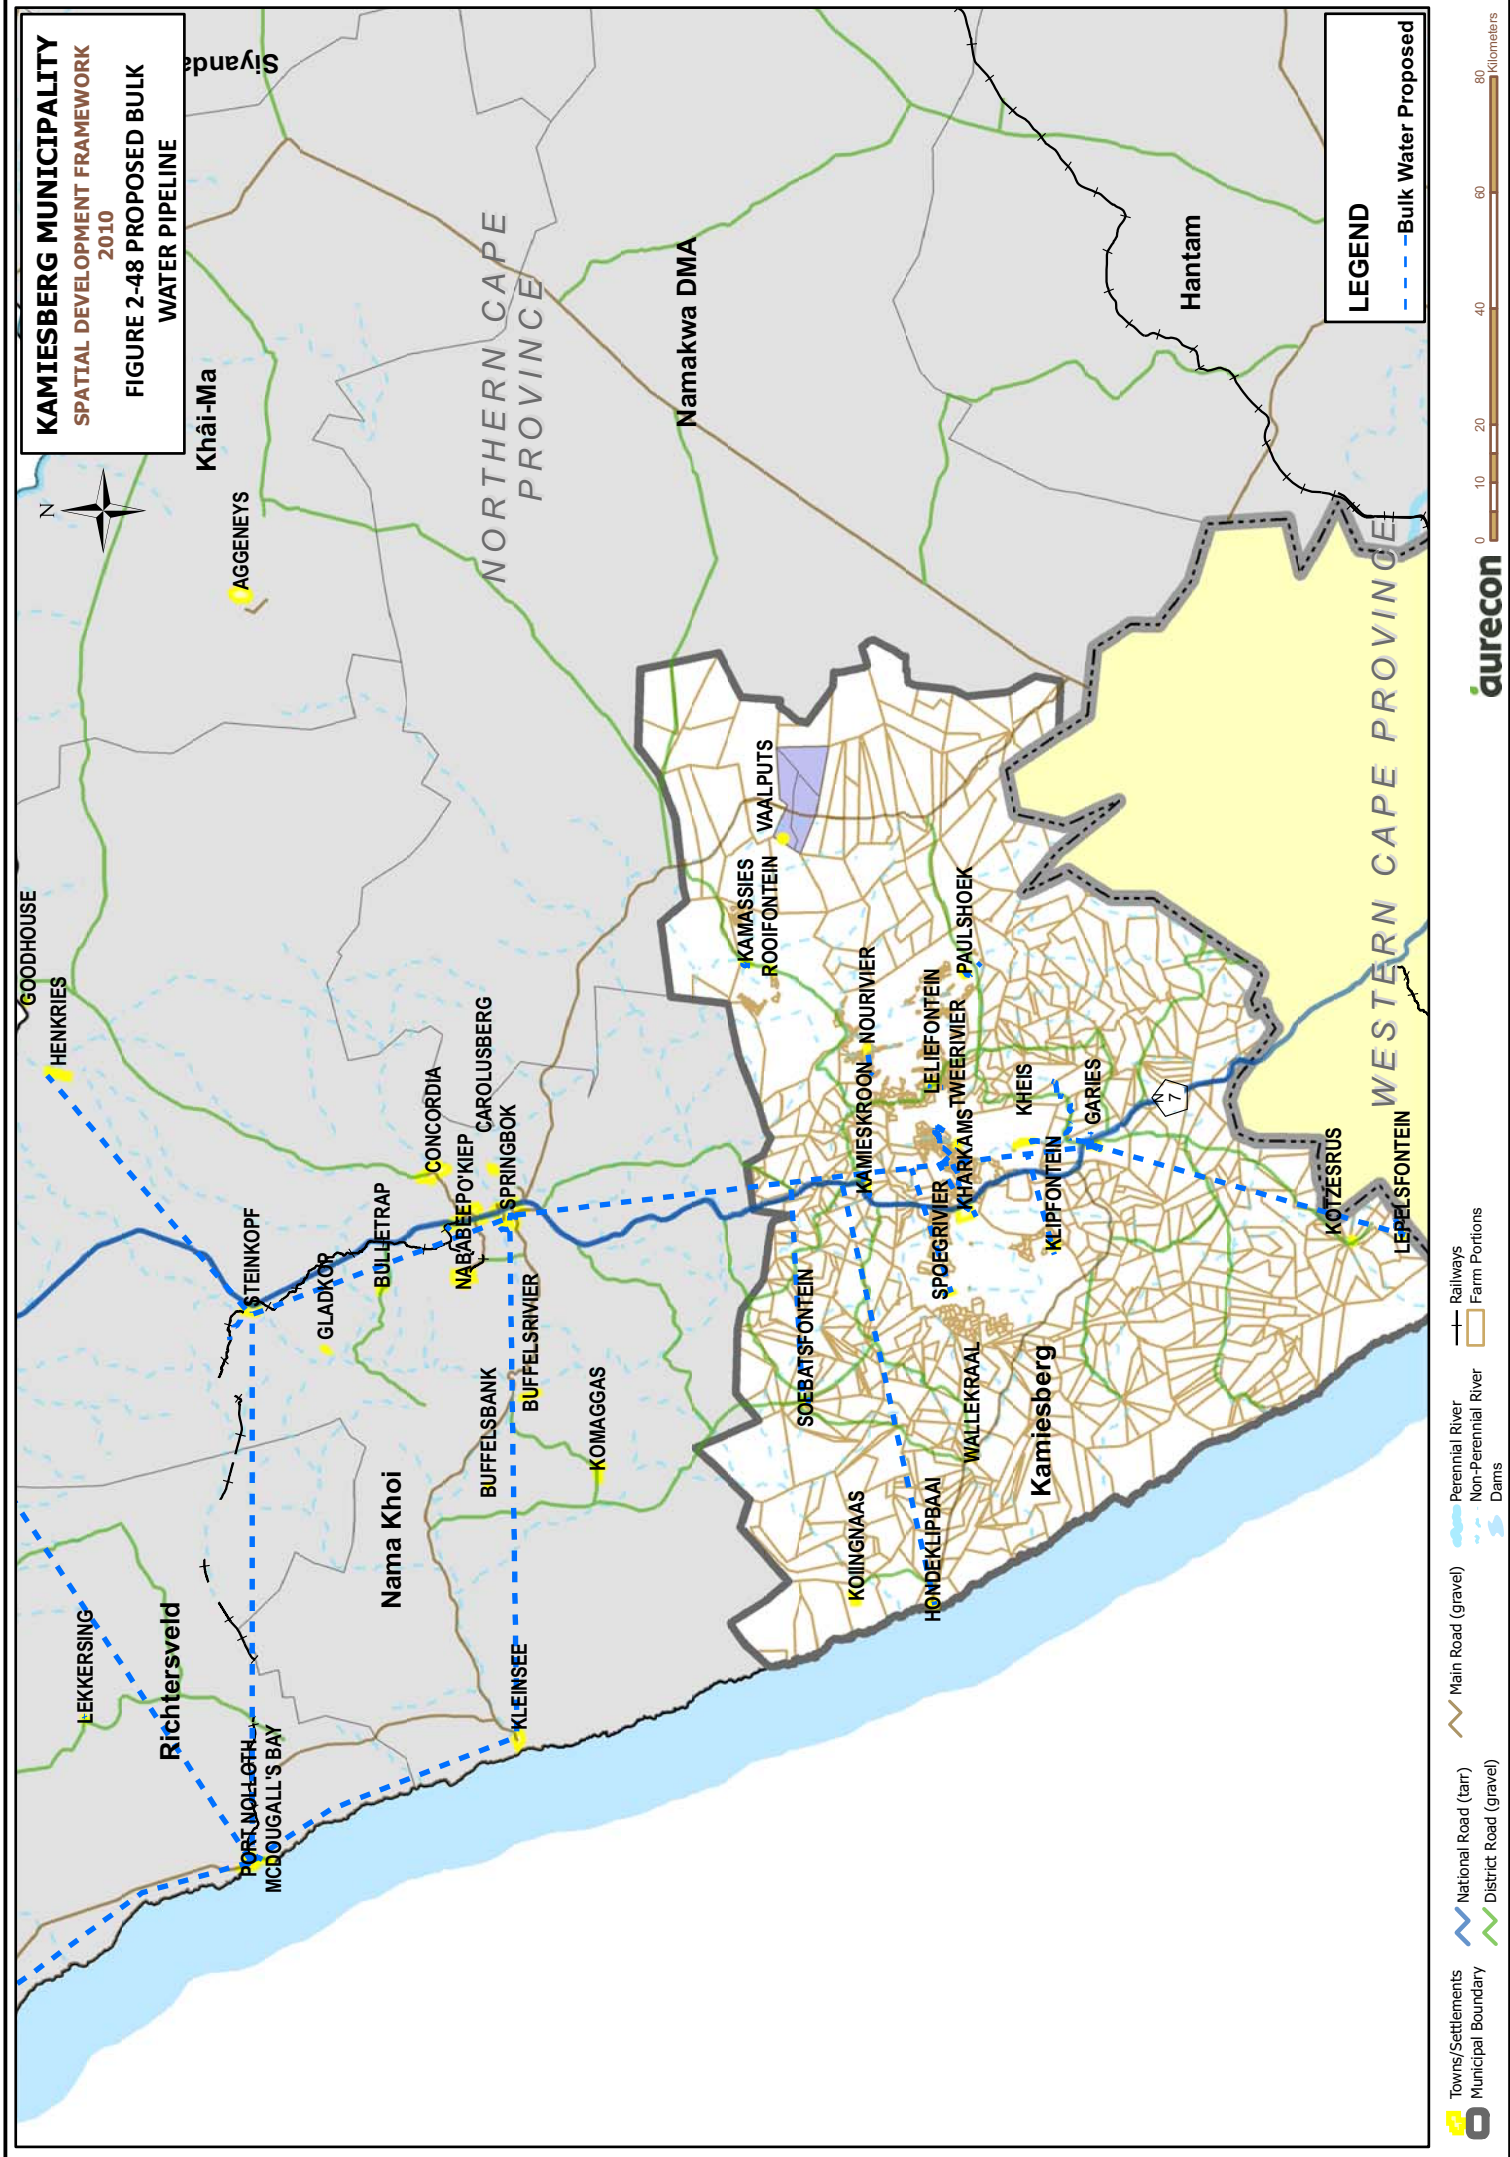 KAMIESBERG MUNICIPALITY
SPATIAL DEVELOPMENT FRAMEWORK
2010
FIGURE 2-48 PROPOSED BULK
WATER PIPELINE
N
Siyanda
Khâi-Ma
AGGENEYS
NORTHERN CAPE
PROVINCE
Namakwa DMA
Hantam
GOODHOUSE
HENKRIES
STEINKOPF
GLADKOP
BULLETRAP
CONCORDIA
NABABEEP
O'KIEP
CAROLUSBERG
SPRINGBOK
BUFFELSRIVIER
BUFFELSBANK
KOMAGGAS
Nama Khoi
LEKKERSING
Richtersveld
PORT NOLLOTH
MCDOUGALL'S BAY
KLEINSEE
VAALPUTS
KAMASSIES
ROOIFONTEIN
NOURIVIER
KAMIESKROON
LELIEFONTEIN
PAULSHOEK
TWEERIVIER
KHARKAMS
KHEIS
GARIES
N
7
KLIPFONTEIN
SPOEGRIVIER
SOEBATSFONTEIN
WALLEKRAAL
KOIINGNAAS
HONDEKLIPBAAI
Kamiesberg
KOTZESRUS
LEPELSFONTEIN
WESTERN CAPE PROVINCE
LEGEND
Bulk Water Proposed
Towns/Settlements
Municipal Boundary
National Road (tarr)
District Road (gravel)
Main Road (gravel)
Perennial River
Non-Perennial River
Dams
Railways
Farm Portions
aurecon
0 10 20 40 60 80
Kilometers